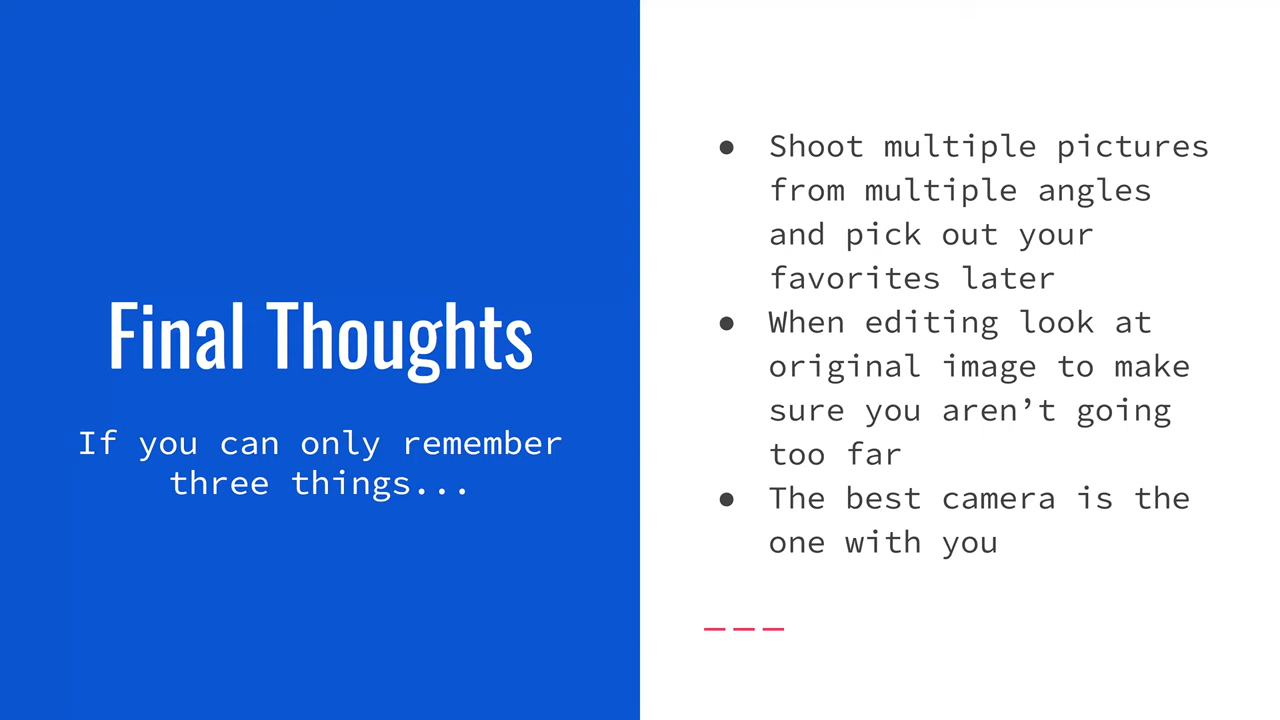 Final Thoughts
If you can only remember
three things...
● Shoot multiple pictures
from multiple angles
and pick out your
favorites later
● When editing look at
original image to make
sure you aren’t going
too far
● The best camera is the
one with you